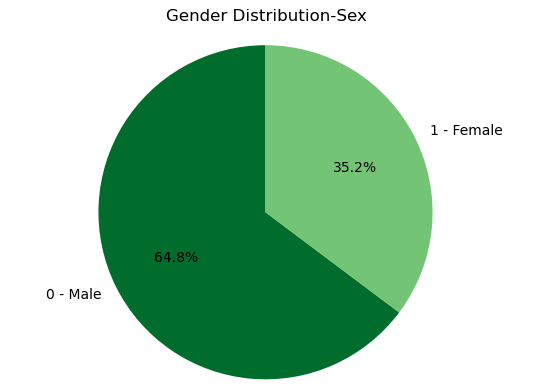 Gender Distribution-Sex
1 - Female
35.2%
64.8%
0 - Male